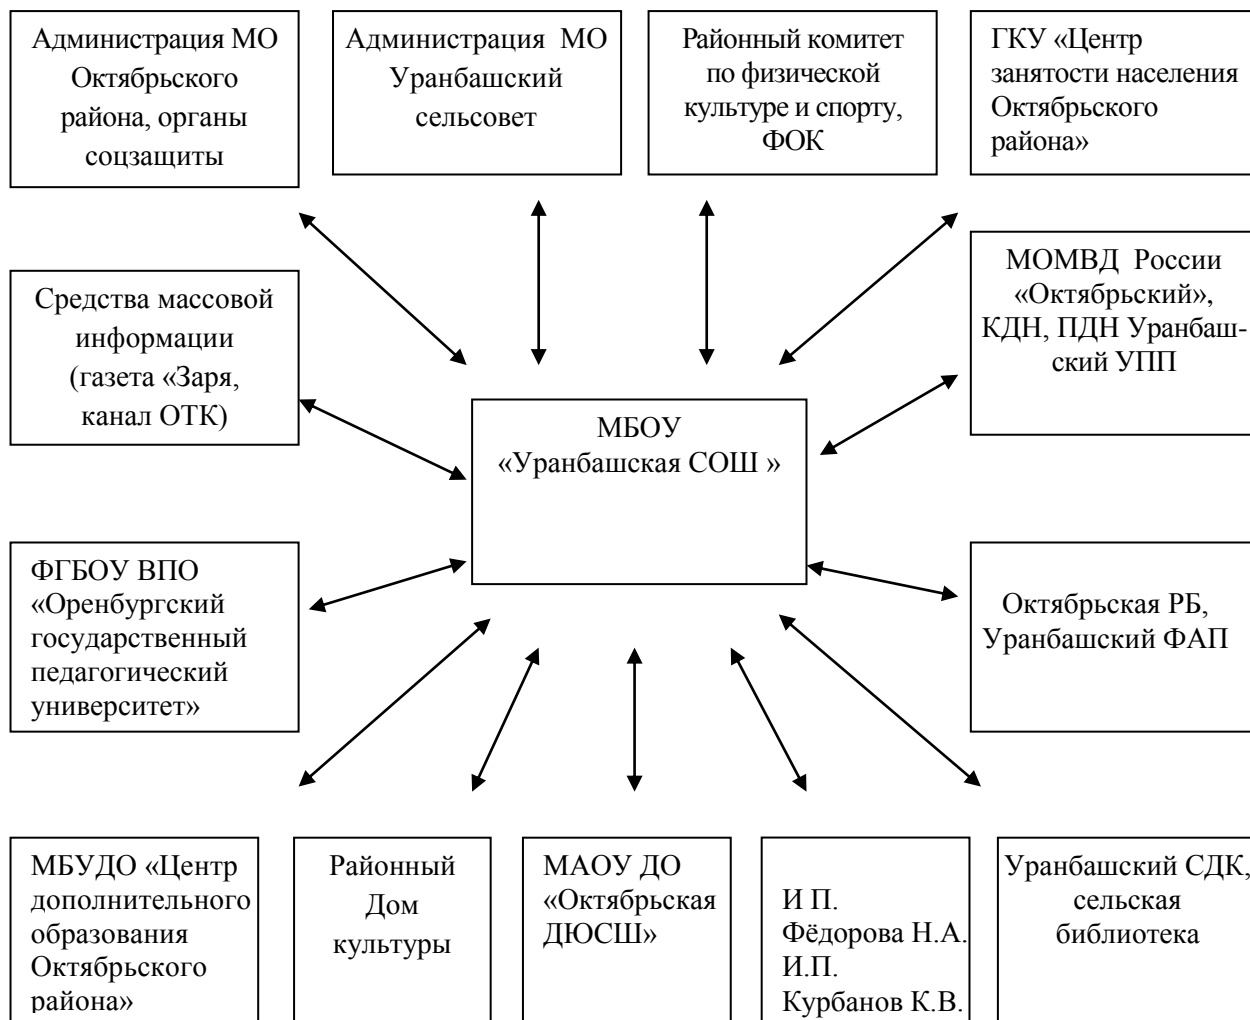 Администрация МО
Октябрьского
района, органы
соцзащиты
Администрация МО
Уранбашский
сельсовет
Районный комитет
по физической
культуре и спорту,
ФОК
ГКУ «Центр
занятости населения
Октябрьского
района»
Средства массовой
информации
(газета «Заря,
канал ОТК)
МОМВД России
«Октябрьский»,
КДН, ПДН Уранбаш-
ский УПП
МБОУ
«Уранбашская СОШ »
ФГБОУ ВПО
«Оренбургский
государственный
педагогический
университет»
Октябрьская РБ,
Уранбашский ФАП
МБУДО «Центр
дополнительного
образования
Октябрьского
района»
Районный
Дом
культуры
МАОУ ДО
«Октябрьская
ДЮСШ»
И П.
Фёдорова Н.А.
И.П.
Курбанов К.В.
Уранбашский СДК,
сельская
библиотека